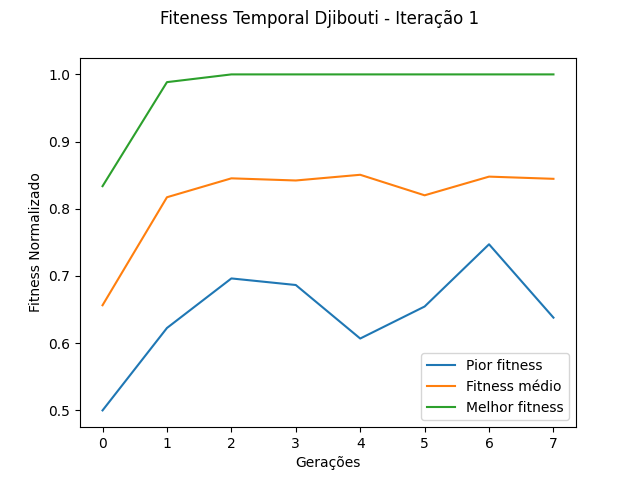 Fiteness Temporal Djibouti - Iteração 1
1.0
0.9
0.8
0.7
0.6
0.5
Fitness Normalizado
Pior fitness
Fitness médio
Melhor fitness
0 1 2 3 4 5 6 7
Gerações